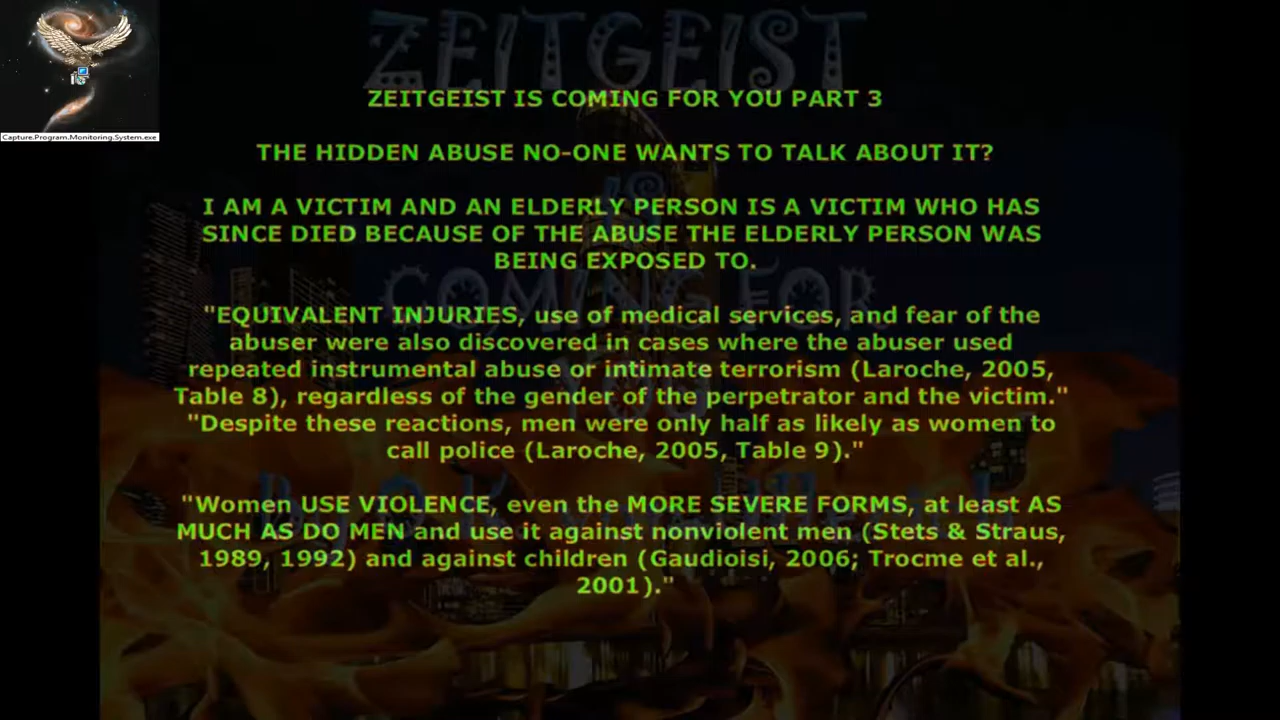 ZEITGEIST
Capture.Program.Monitoring.System.exe
ZEITGEIST IS COMING FOR YOU PART 3
THE HIDDEN ABUSE NO-ONE WANTS TO TALK ABOUT IT?
I AM A VICTIM AND AN ELDERLY PERSON IS A VICTIM WHO HAS
SINCE DIED BECAUSE OF THE ABUSE THE ELDERLY PERSON WAS
BEING EXPOSED TO.
IS
COMING FOR
YOU
"EQUIVALENT INJURIES, use of medical services, and fear of the
abuser were also discovered in cases where the abuser used
repeated instrumental abuse or intimate terrorism (Laroche, 2005,
Table 8), regardless of the gender of the perpetrator and the victim."
"Despite these reactions, men were only half as likely as women to
call police (Laroche, 2005, Table 9)."
"Women USE VIOLENCE, even the MORE SEVERE FORMS, at least AS
MUCH AS DO MEN and use it against nonviolent men (Stets & Straus,
1989, 1992) and against children (Gaudioisi, 2006; Trocme et al.,
2001)."